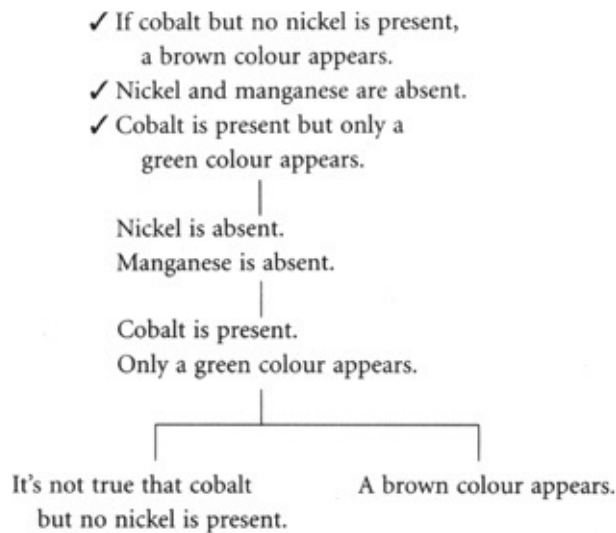 ✓ If cobalt but no nickel is present,
a brown colour appears.
✓ Nickel and manganese are absent.
✓ Cobalt is present but only a
green colour appears.
Nickel is absent.
Manganese is absent.
Cobalt is present.
Only a green colour appears.
It's not true that cobalt
but no nickel is present.
A brown colour appears.